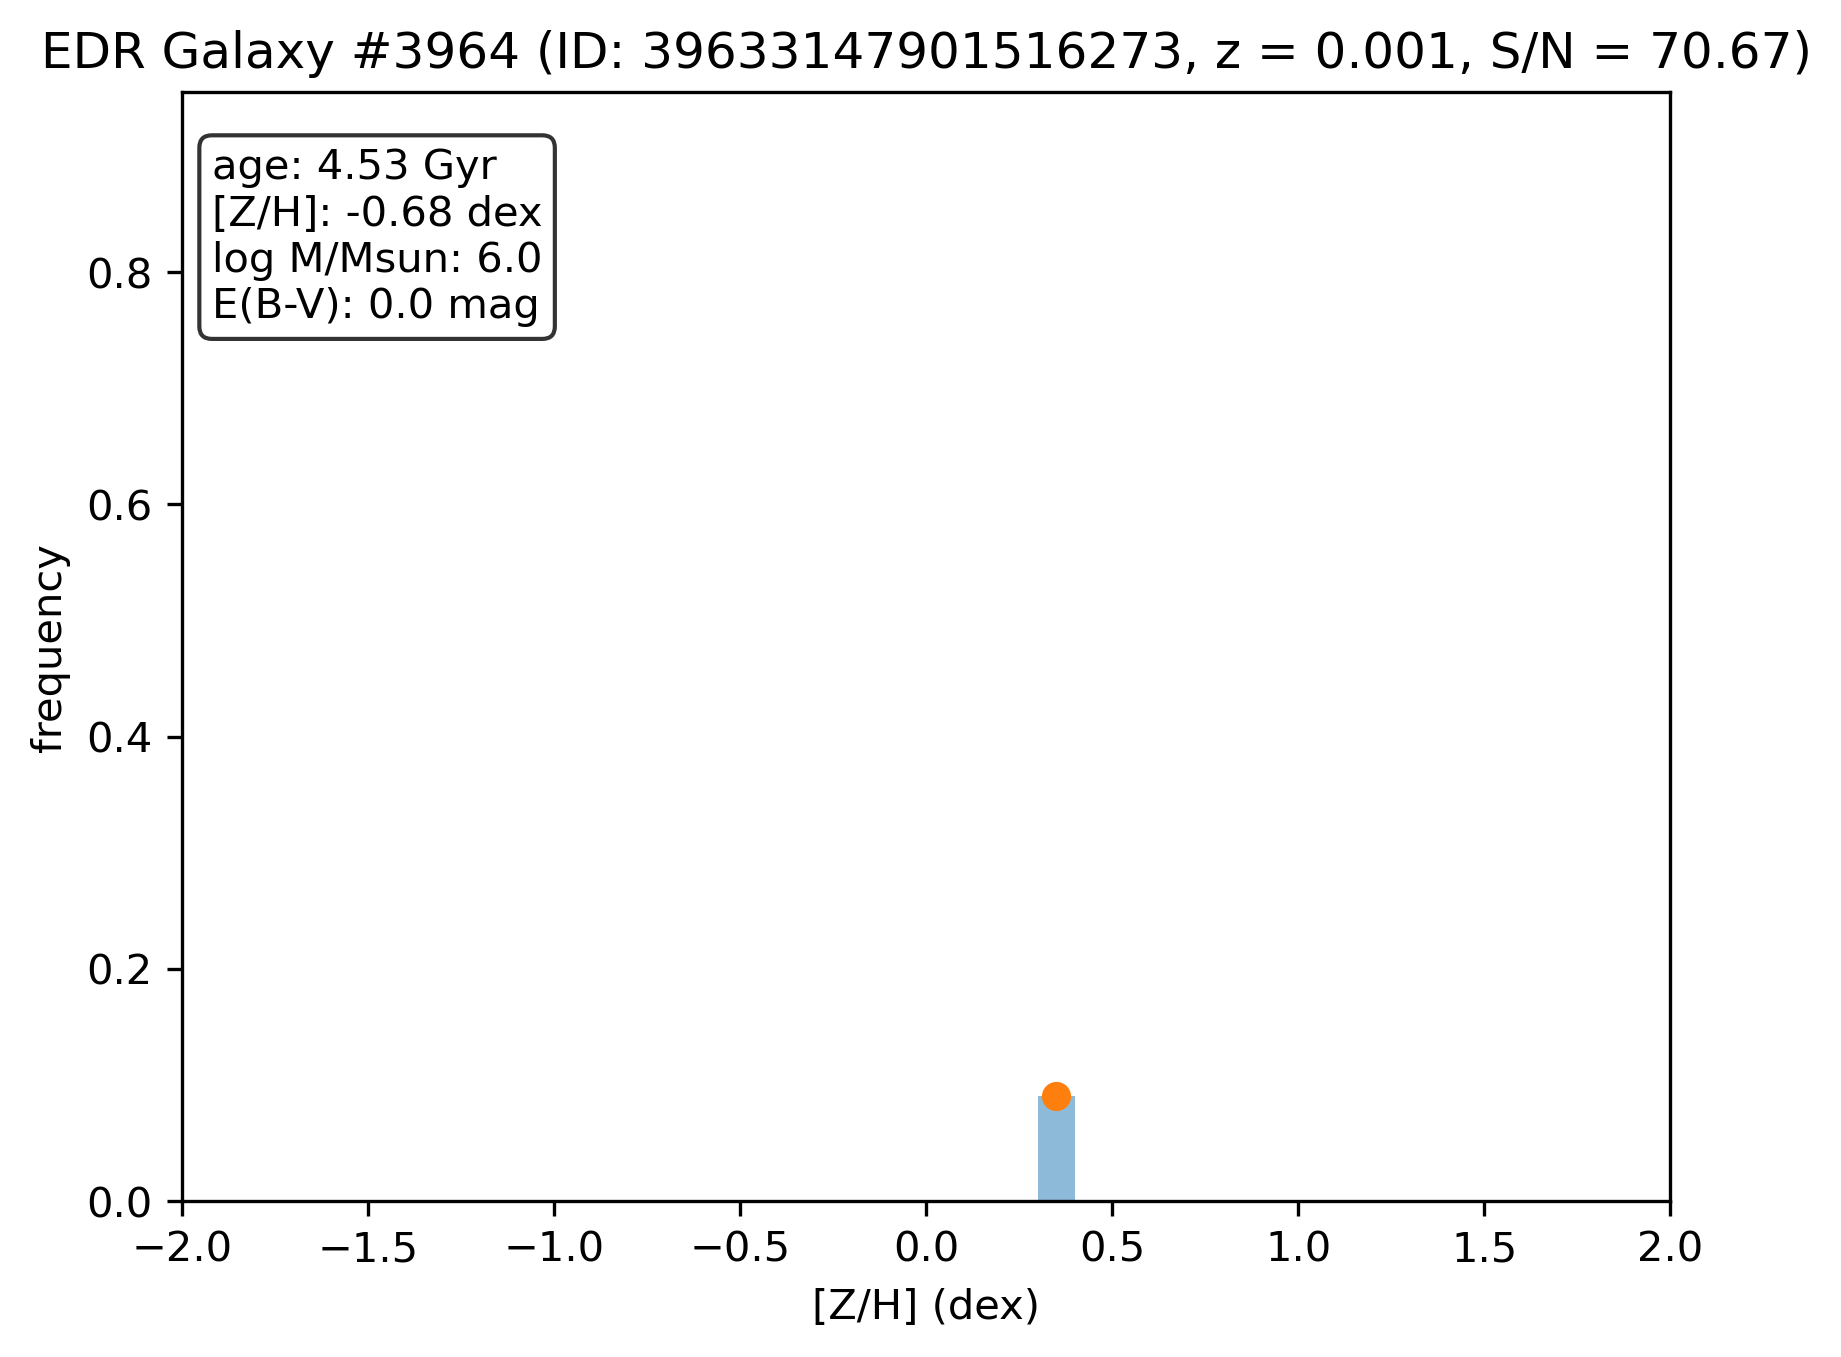 EDR Galaxy #3964 (ID: 39633147901516273, z = 0.001, S/N = 70.67)
age: 4.53 Gyr
[Z/H]: -0.68 dex
log M/Msun: 6.0
E(B-V): 0.0 mag
frequency
0.8
0.6
0.4
0.2
0.0
−2.0 −1.5 −1.0 −0.5 0.0 0.5 1.0 1.5 2.0
[Z/H] (dex)